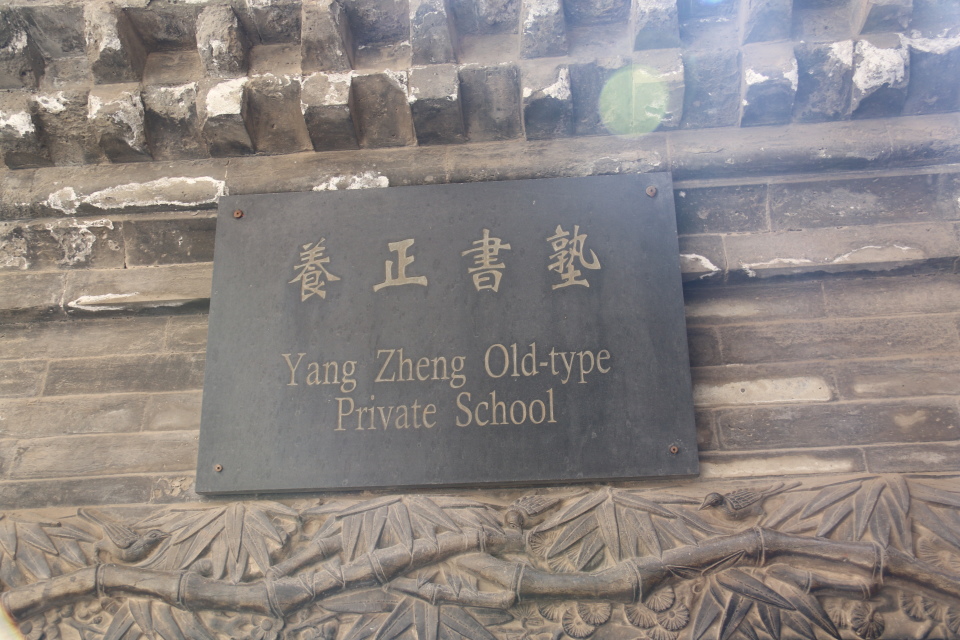 養正書塾
Yang Zheng Old-type
Private School